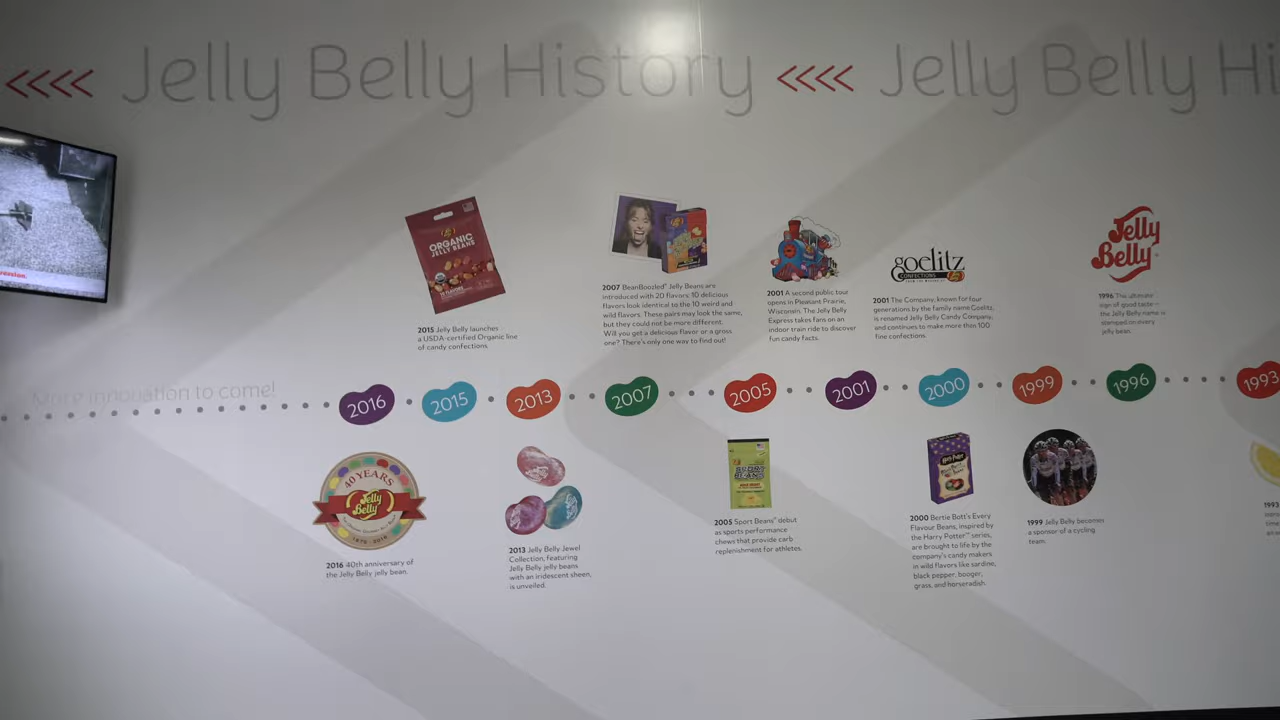 <<<< Jelly Belly History <<<< Jelly Belly Hi
version.
ORGANIC
JELLY BEANS
2015 Jelly Belly launches
a USDA-certified Organic line
of candy confections.
2007 BeanBoozled™ Jelly Beans are
introduced with 20 flavors. 10 delicious
flavors look identical to the 10 weird and
wild flavors. These pairs may look the same,
but they could not be more different.
Will you get a delicious flavor or a gross
one? There's only one way to find out!
2001 A second public tour
opens in Pleasant Prairie,
Wisconsin. The Jelly Belly
Express takes fans on an
indoor train ride to discover
fun candy facts.
goelitz
CONFECTIONS
2001 The Company, known for four
generations by the family name Goelitz,
is renamed Jelly Belly Candy Company,
and continues to make more than 100
fine confections.
Jelly
Belly
1996 The ultimate
sign of good taste –
the Jelly Belly name is
stamped on every
jelly bean.
More innovation to come!
2016
2015
2013
2007
2005
2001
2000
1999
1996
1993
40 YEARS
Jelly
Belly
1976 - 2016
2016 40th anniversary of
the Jelly Belly jelly bean.
2013 Jelly Belly Jewel
Collection, featuring
Jelly Belly jelly beans
with an iridescent sheen,
is unveiled.
SPORT
BEANS
2005 Sport Beans® debut
as sports performance
chews that provide carb
replenishment for athletes.
Harry Potter
2000 Bertie Bott's Every
Flavour Beans, inspired by
the Harry Potter™ series,
are brought to life by the
company's candy makers
in wild flavors like sardine,
black pepper, booger,
grass, and horseradish.
1999 Jelly Belly becomes
a sponsor of a cycling
team.
1993